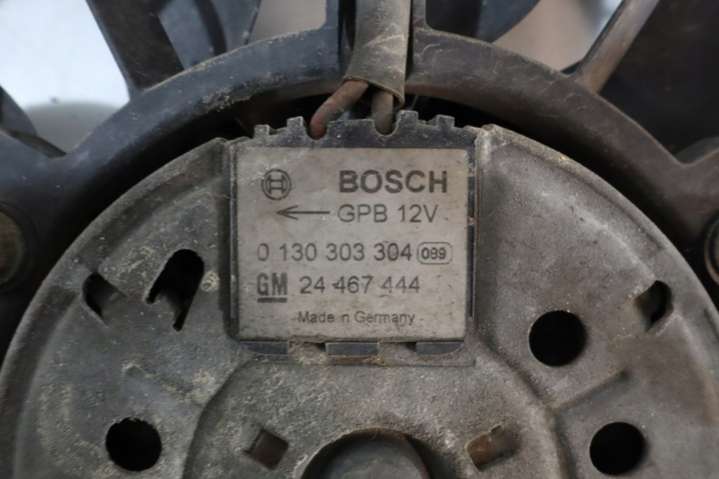 BOSCH
← GPB 12V
0 130 303 304 099
GM 24 467 444
Made in Germany